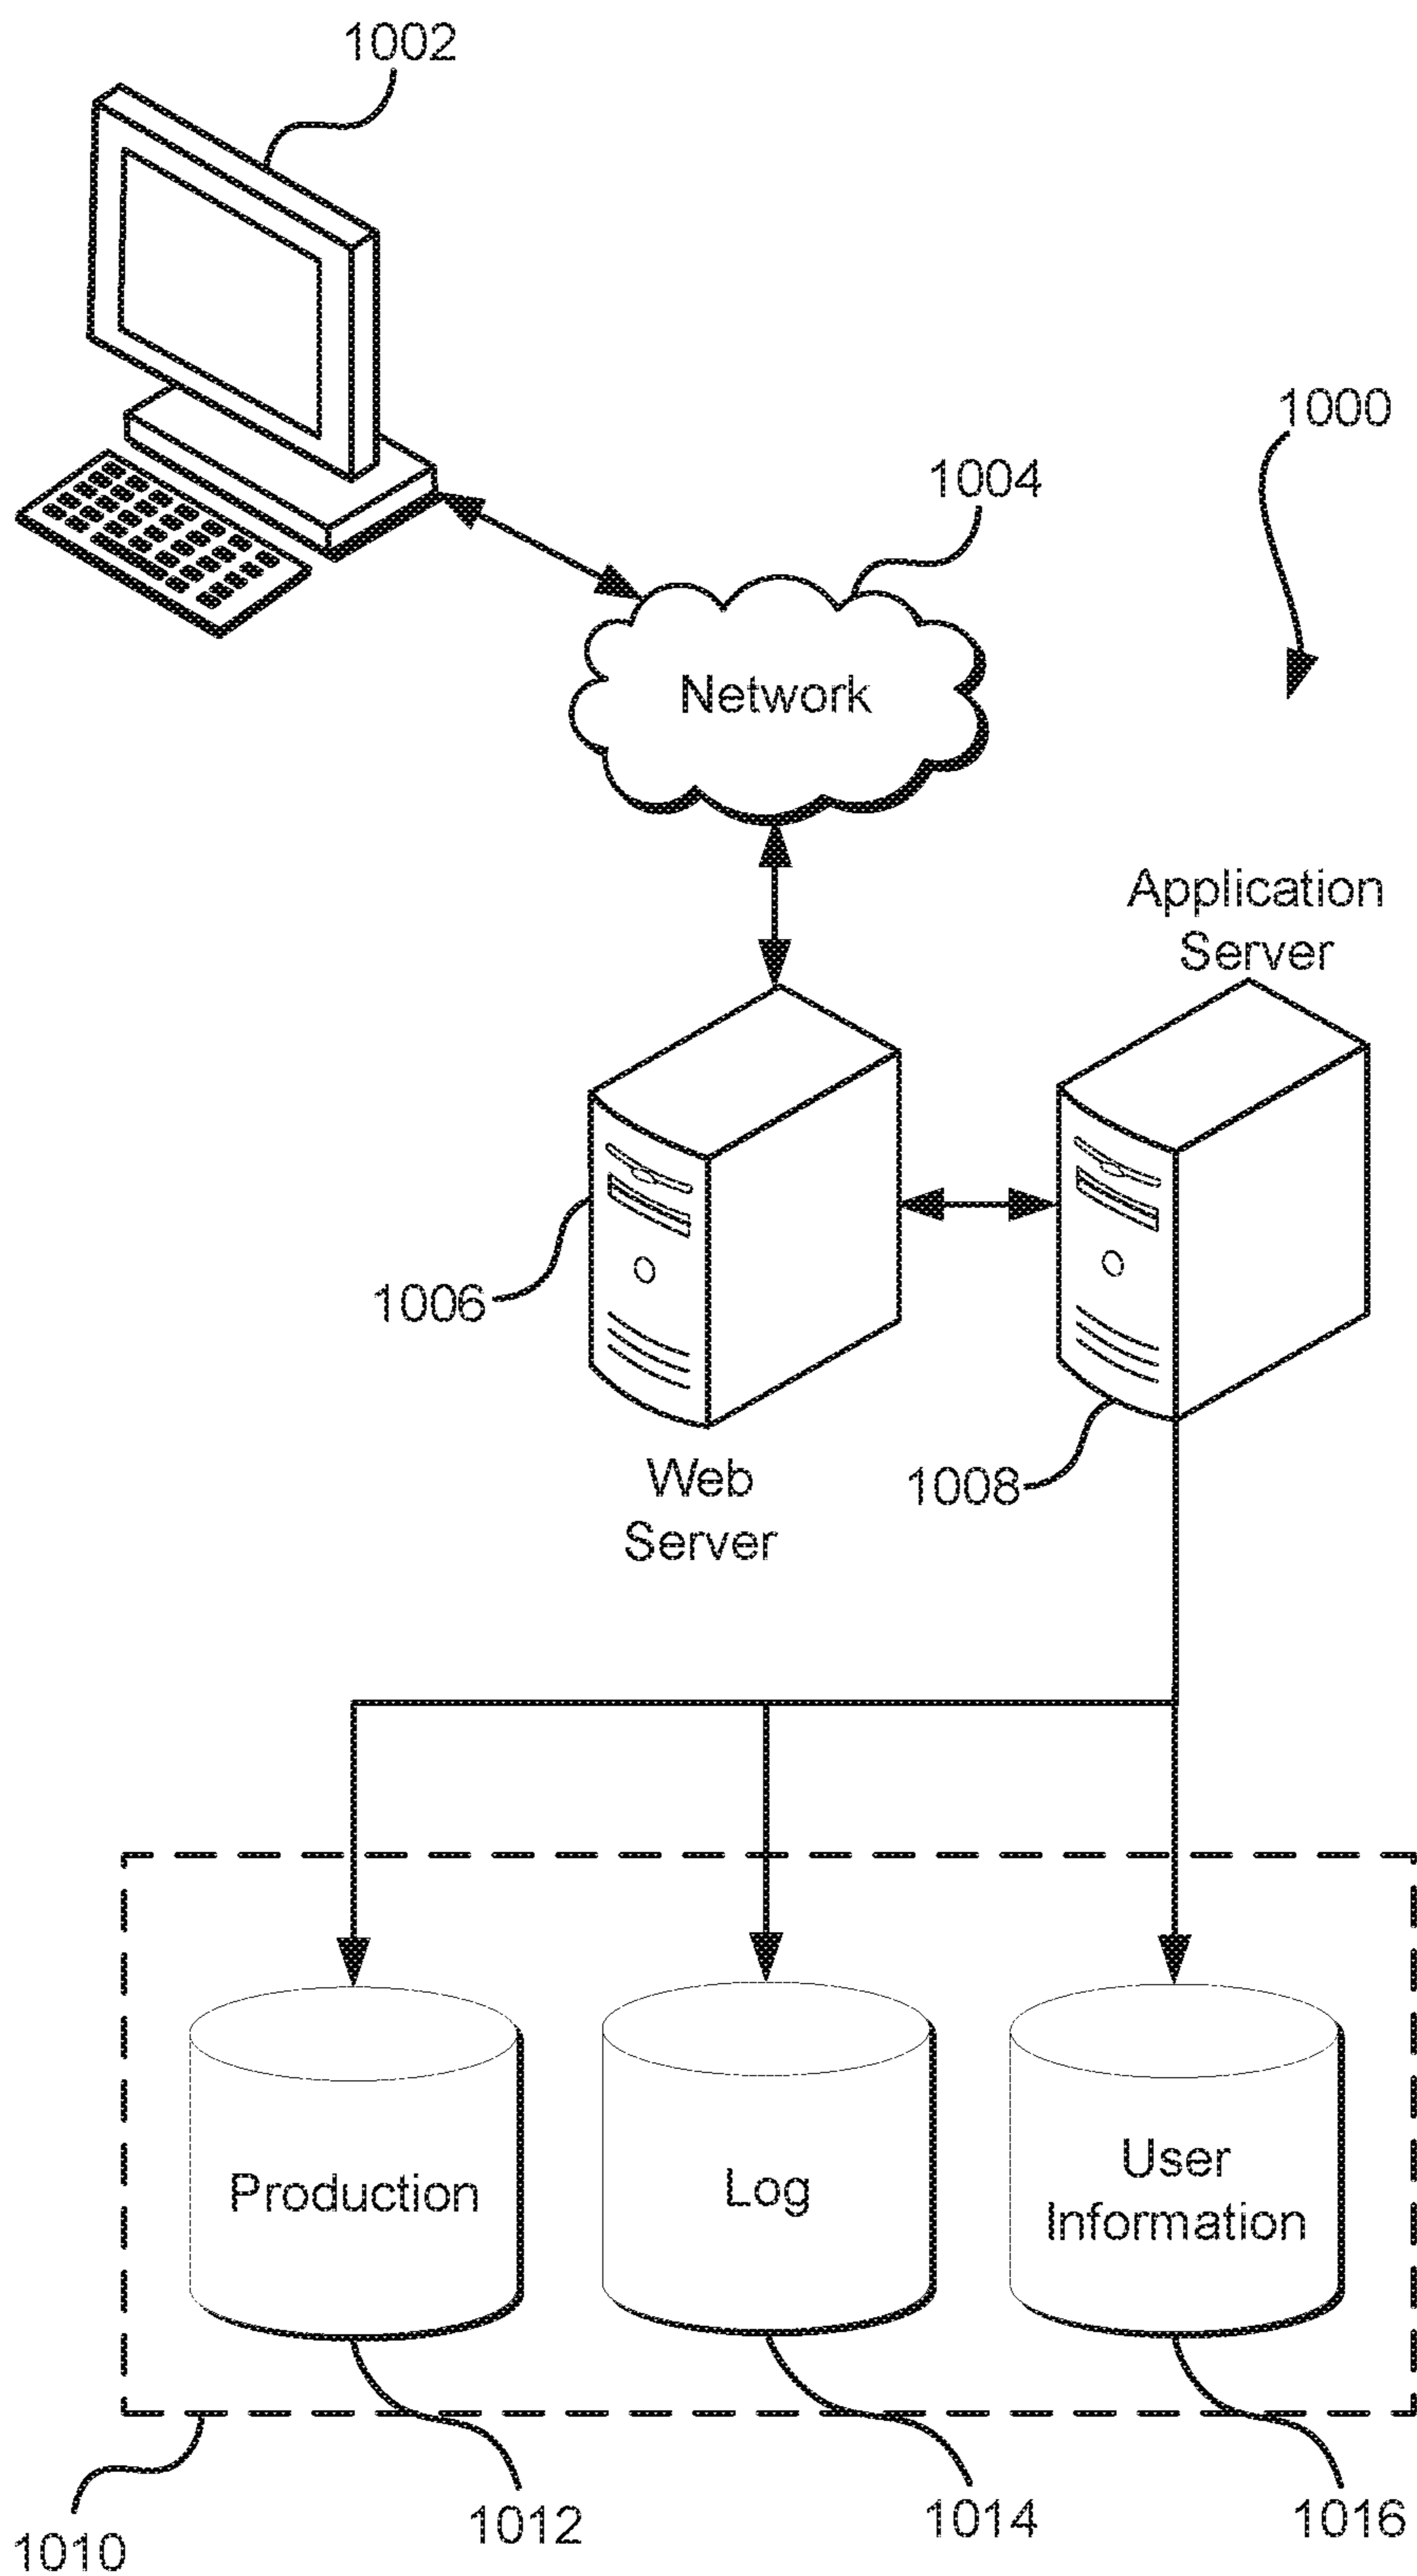 1002
1000
1004
Network
Application
Server
1006
Web
Server
1008
Production
Log
User
Information
1010
1012
1014
1016